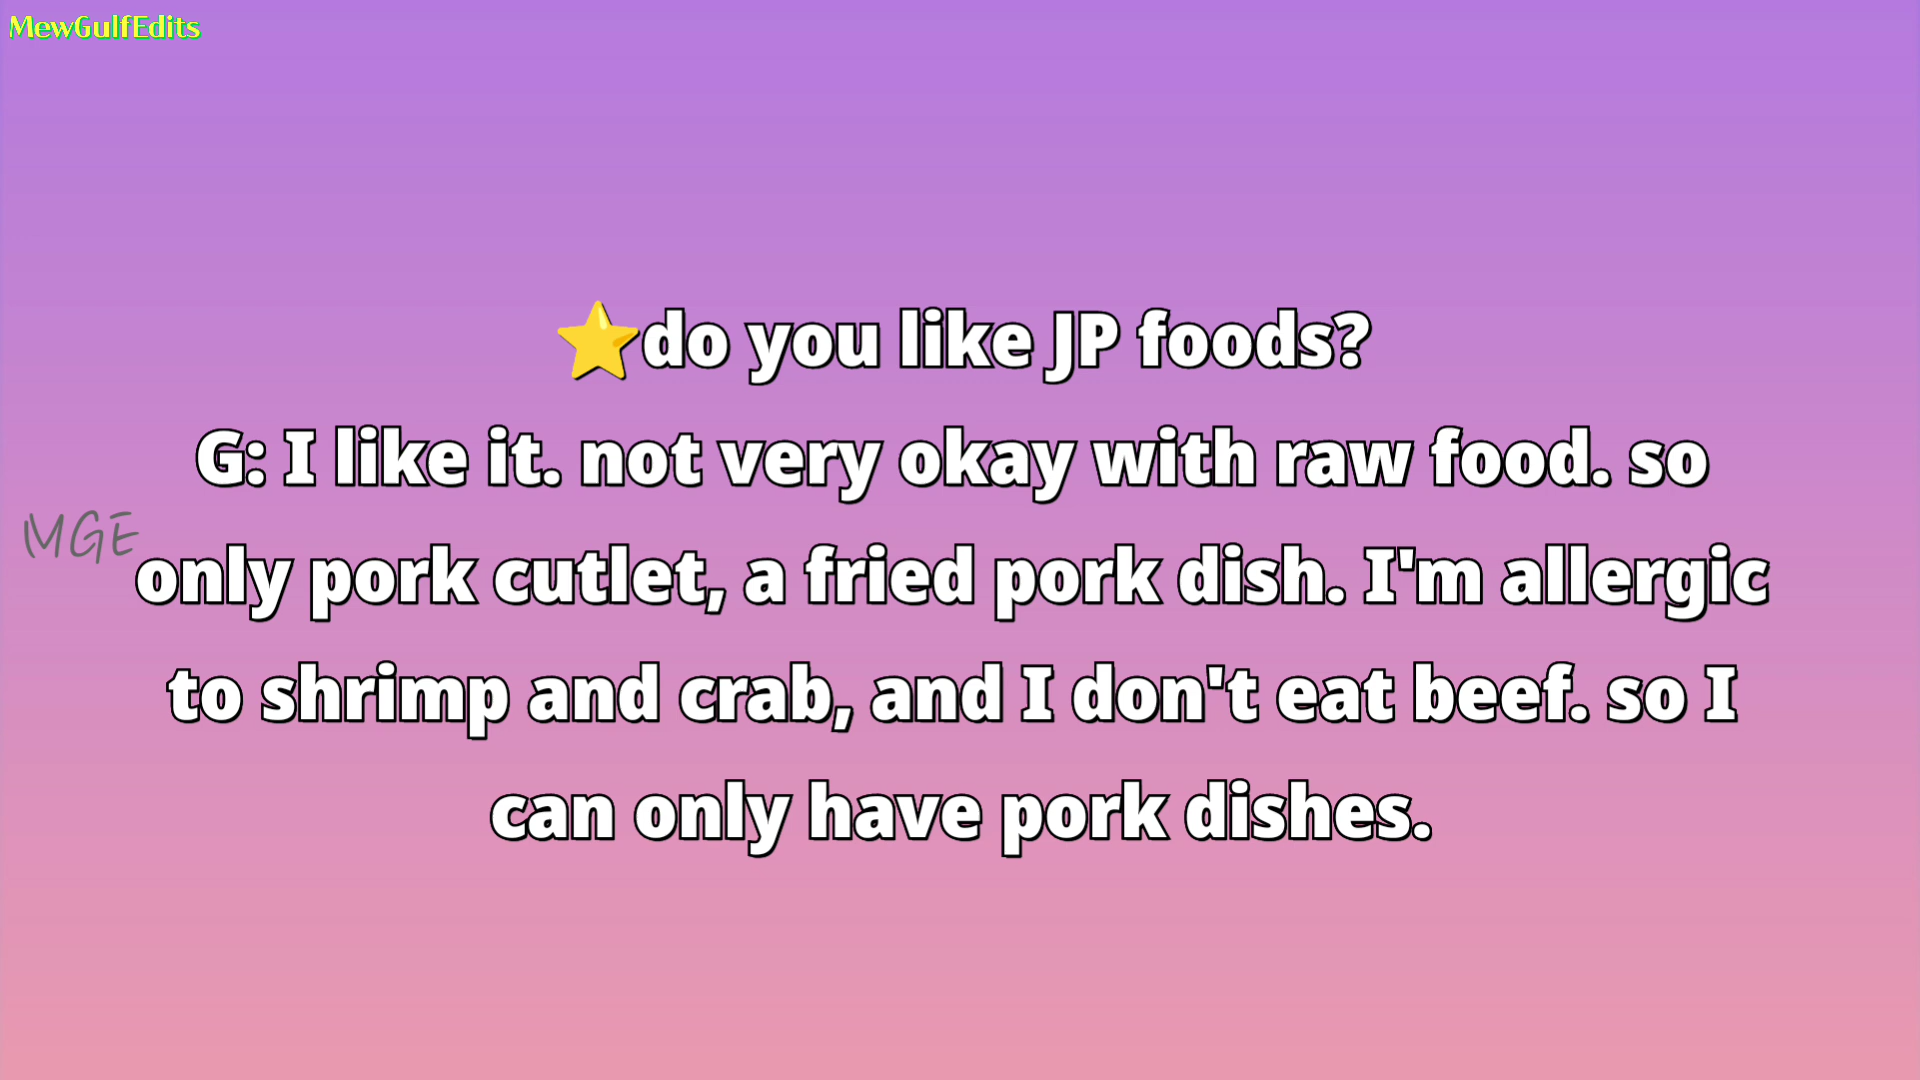 MewGulfEdits
⭐do you like JP foods?
G: I like it. not very okay with raw food. so
MGE
only pork cutlet, a fried pork dish. I'm allergic
to shrimp and crab, and I don't eat beef. so I
can only have pork dishes.